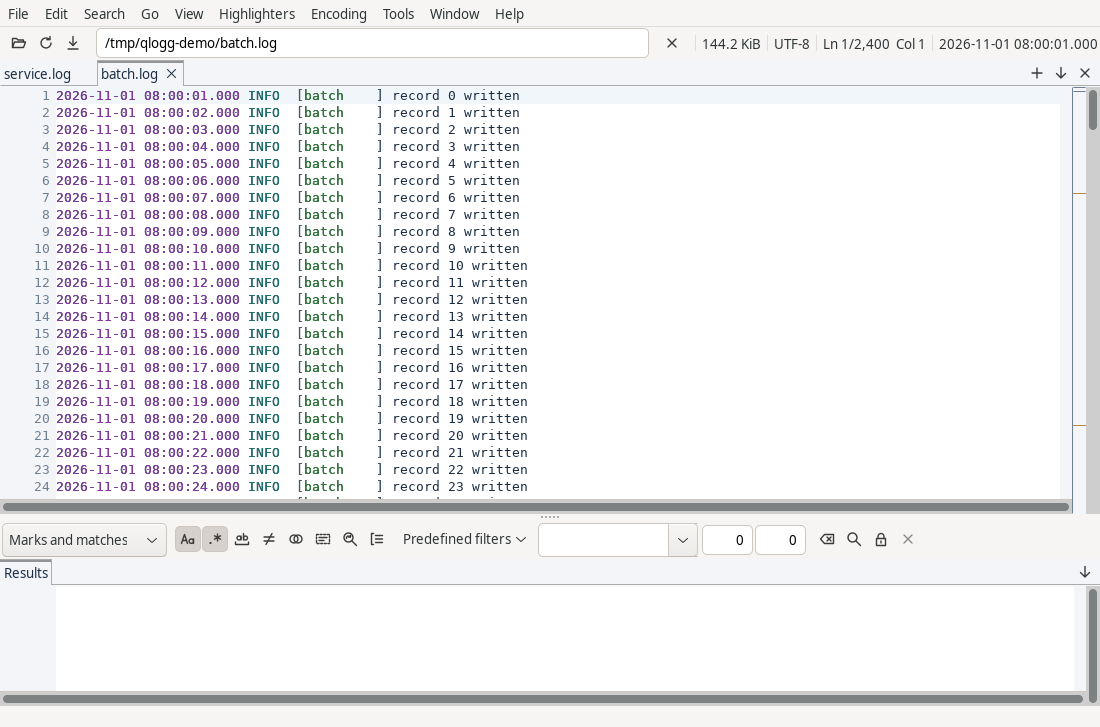 File Edit Search Go View Highlighters Encoding Tools Window Help
/tmp/qlogg-demo/batch.log 144.2 KiB UTF-8 Ln 1/2,400 Col 1 2026-11-01 08:00:01.000
service.log batch.log
1 2026-11-01 08:00:01.000 INFO [batch ] record 0 written
2 2026-11-01 08:00:02.000 INFO [batch ] record 1 written
3 2026-11-01 08:00:03.000 INFO [batch ] record 2 written
4 2026-11-01 08:00:04.000 INFO [batch ] record 3 written
5 2026-11-01 08:00:05.000 INFO [batch ] record 4 written
6 2026-11-01 08:00:06.000 INFO [batch ] record 5 written
7 2026-11-01 08:00:07.000 INFO [batch ] record 6 written
8 2026-11-01 08:00:08.000 INFO [batch ] record 7 written
9 2026-11-01 08:00:09.000 INFO [batch ] record 8 written
10 2026-11-01 08:00:10.000 INFO [batch ] record 9 written
11 2026-11-01 08:00:11.000 INFO [batch ] record 10 written
12 2026-11-01 08:00:12.000 INFO [batch ] record 11 written
13 2026-11-01 08:00:13.000 INFO [batch ] record 12 written
14 2026-11-01 08:00:14.000 INFO [batch ] record 13 written
15 2026-11-01 08:00:15.000 INFO [batch ] record 14 written
16 2026-11-01 08:00:16.000 INFO [batch ] record 15 written
17 2026-11-01 08:00:17.000 INFO [batch ] record 16 written
18 2026-11-01 08:00:18.000 INFO [batch ] record 17 written
19 2026-11-01 08:00:19.000 INFO [batch ] record 18 written
20 2026-11-01 08:00:20.000 INFO [batch ] record 19 written
21 2026-11-01 08:00:21.000 INFO [batch ] record 20 written
22 2026-11-01 08:00:22.000 INFO [batch ] record 21 written
23 2026-11-01 08:00:23.000 INFO [batch ] record 22 written
24 2026-11-01 08:00:24.000 INFO [batch ] record 23 written
Marks and matches Aa .* ab Predefined filters 0 0
Results